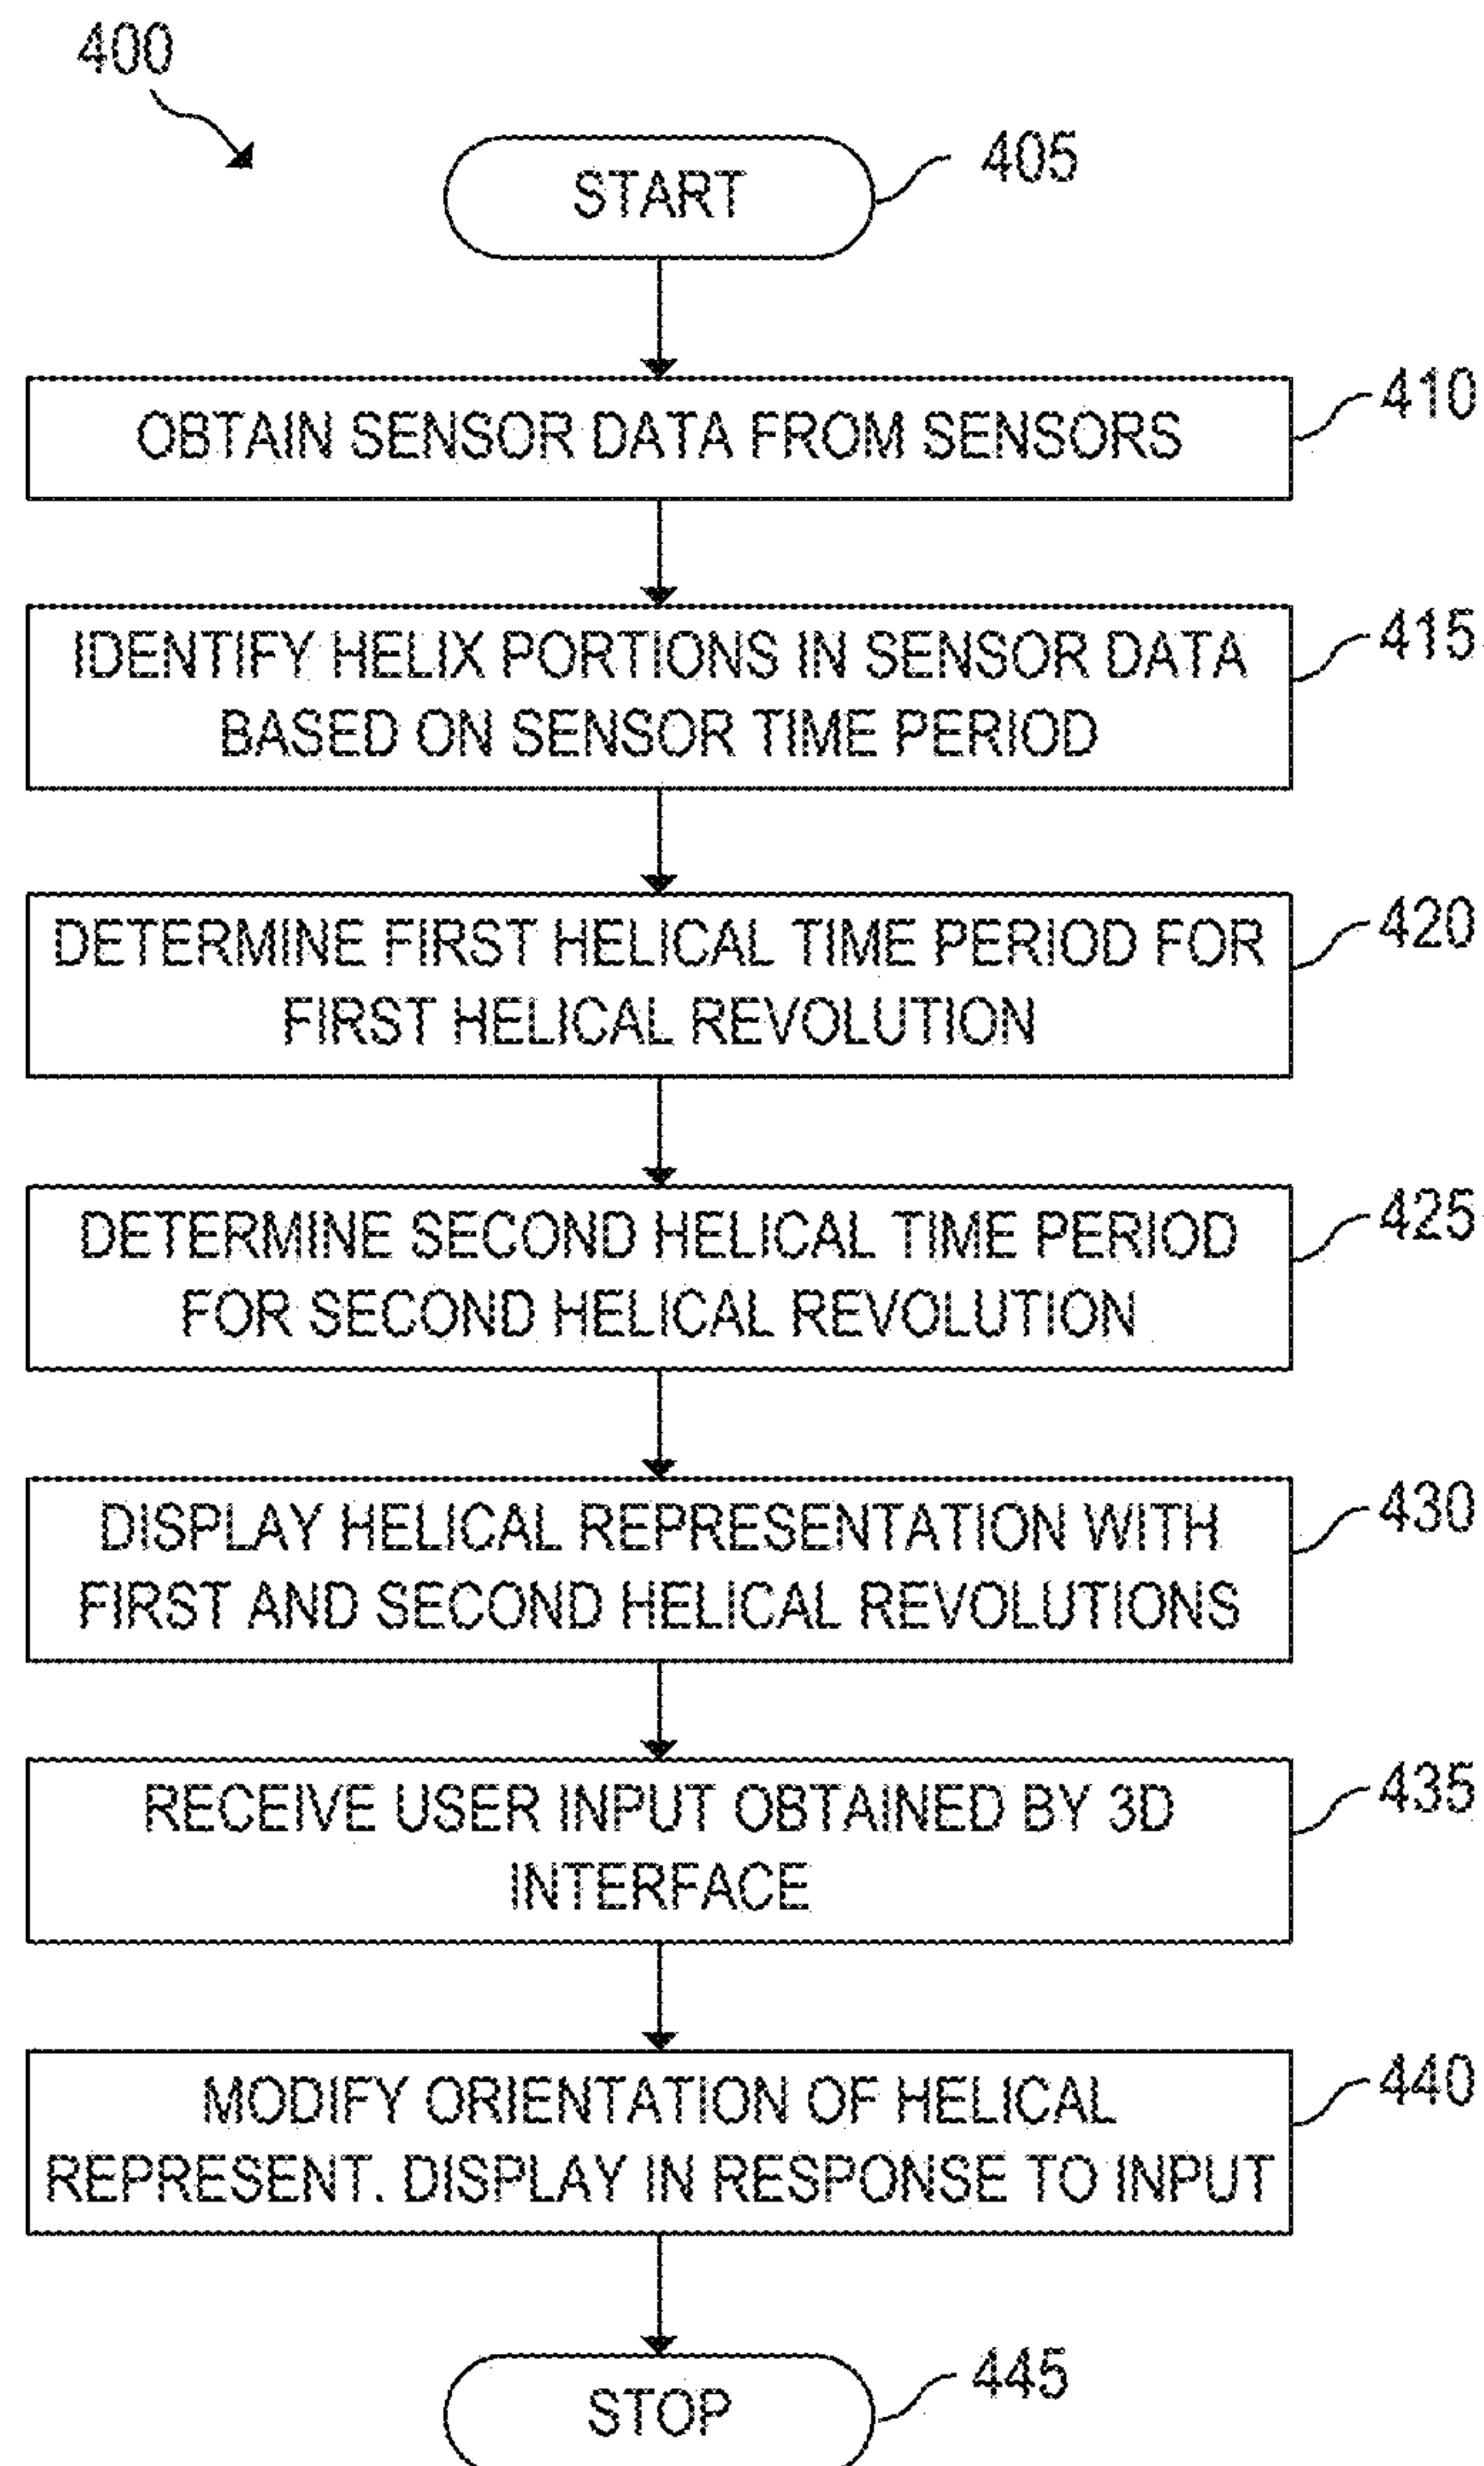 400
START
405
OBTAIN SENSOR DATA FROM SENSORS
410
IDENTIFY HELIX PORTIONS IN SENSOR DATA
BASED ON SENSOR TIME PERIOD
415
DETERMINE FIRST HELICAL TIME PERIOD FOR
FIRST HELICAL REVOLUTION
420
DETERMINE SECOND HELICAL TIME PERIOD
FOR SECOND HELICAL REVOLUTION
425
DISPLAY HELICAL REPRESENTATION WITH
FIRST AND SECOND HELICAL REVOLUTIONS
430
RECEIVE USER INPUT OBTAINED BY 3D
INTERFACE
435
MODIFY ORIENTATION OF HELICAL
REPRESENT. DISPLAY IN RESPONSE TO INPUT
440
STOP
445